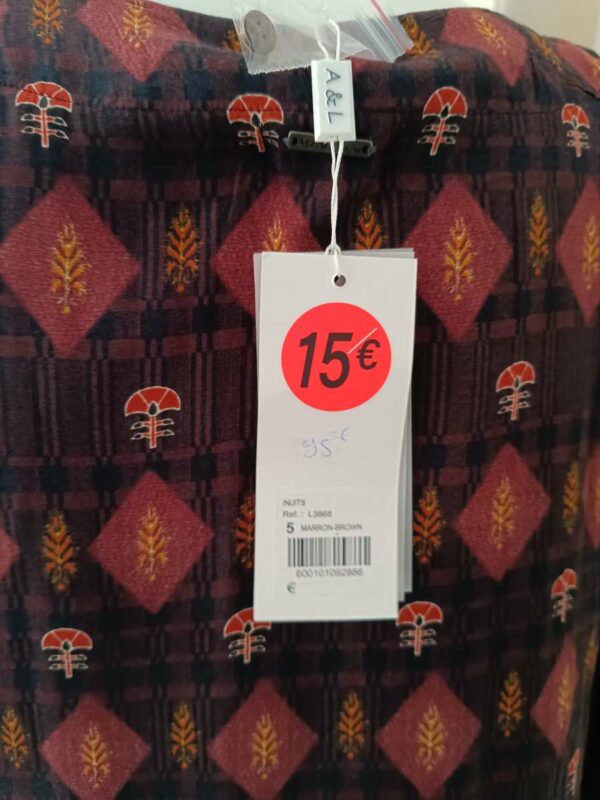 A & L
15€
95€
INUITS
Ref. : L3868
5 MARRON-BROWN
600101092886
€